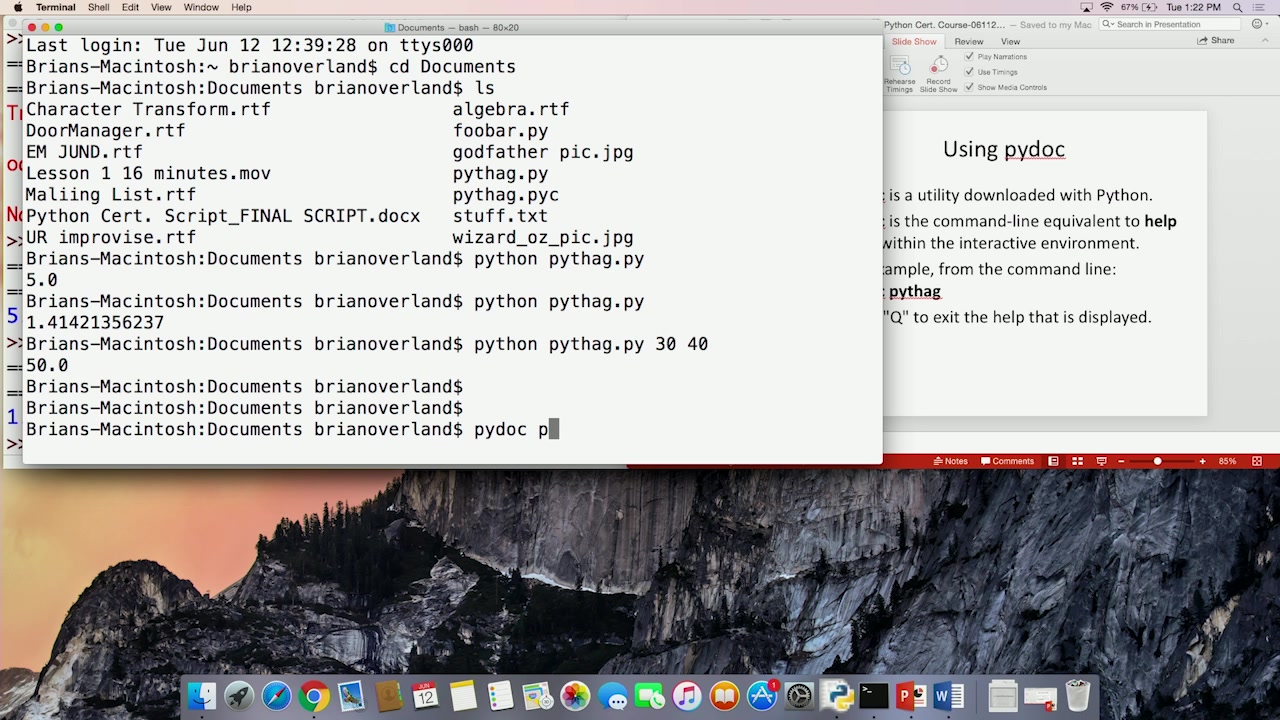 Terminal Shell Edit View Window Help
67% Tue 1:22 PM
Documents — bash — 80×20
Last login: Tue Jun 12 12:39:28 on ttys000
Brians-Macintosh:~ brianoverland$ cd Documents
Brians-Macintosh:Documents brianoverland$ ls
Character Transform.rtf algebra.rtf
DoorManager.rtf foobar.py
EM JUND.rtf godfather pic.jpg
Lesson 1 16 minutes.mov pythag.py
Maliing List.rtf pythag.pyc
Python Cert. Script_FINAL SCRIPT.docx stuff.txt
UR improvise.rtf wizard_oz_pic.jpg
Brians-Macintosh:Documents brianoverland$ python pythag.py
5.0
Brians-Macintosh:Documents brianoverland$ python pythag.py
1.41421356237
Brians-Macintosh:Documents brianoverland$ python pythag.py 30 40
50.0
Brians-Macintosh:Documents brianoverland$
Brians-Macintosh:Documents brianoverland$
Brians-Macintosh:Documents brianoverland$ pydoc p
>>
==
>>
==
5
>>
==
==
1
>>
Python Cert. Course-06112... — Saved to my Mac
Search in Presentation
Slide Show Review View
Share
Rehearse Timings
Record Slide Show
Play Narrations
Use Timings
Show Media Controls
Using pydoc
is a utility downloaded with Python.
is the command-line equivalent to help
within the interactive environment.
example, from the command line:
pythag
"Q" to exit the help that is displayed.
Notes Comments 85%
12
1